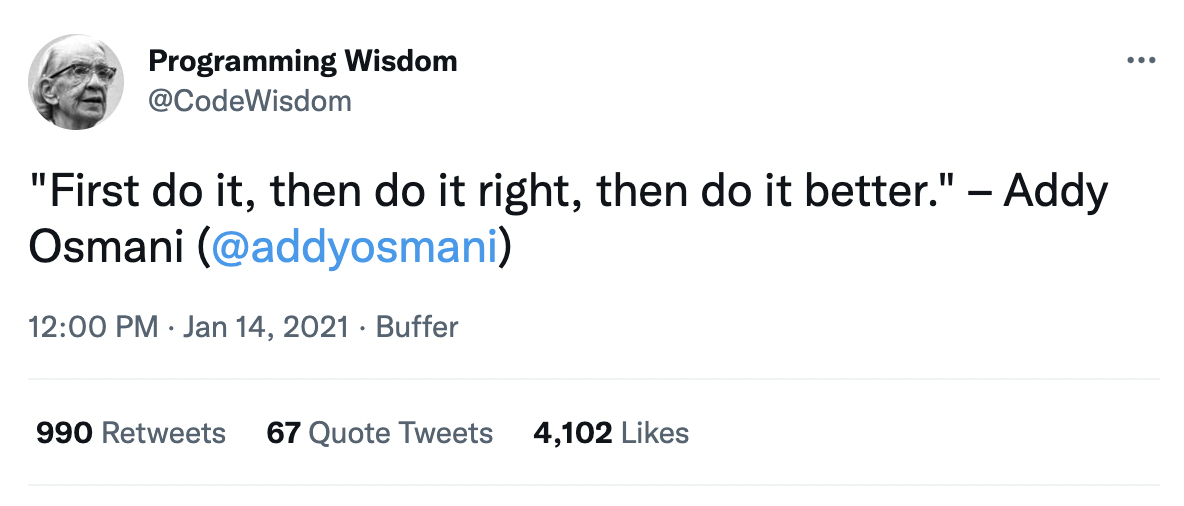 Programming Wisdom
@CodeWisdom
"First do it, then do it right, then do it better." – Addy
Osmani (@addyosmani)
12:00 PM · Jan 14, 2021 · Buffer
990 Retweets 67 Quote Tweets 4,102 Likes